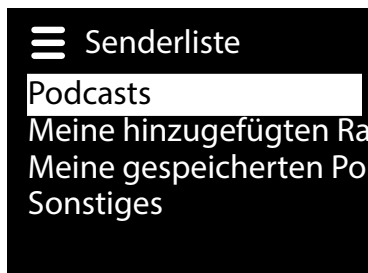 Senderliste
Podcasts
Meine hinzugefügten Ra
Meine gespeicherten Po
Sonstiges